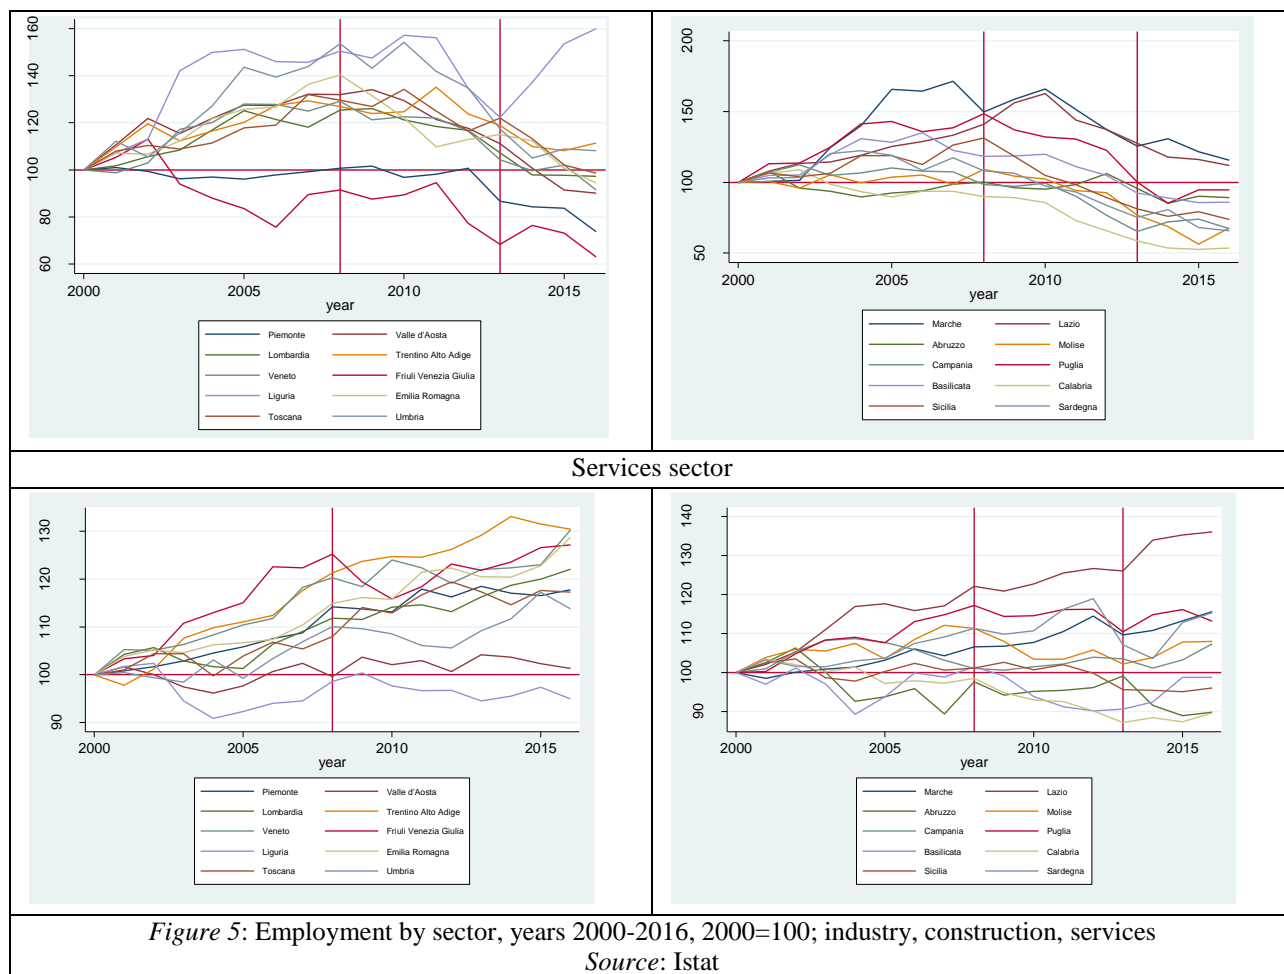 160
140
120
100
80
60
2000
2005
2010
2015
year
Piemonte
Valle d'Aosta
Lombardia
Trentino Alto Adige
Veneto
Friuli Venezia Giulia
Liguria
Emilia Romagna
Toscana
Umbria
200
150
100
50
2000
2005
2010
2015
year
Marche
Lazio
Abruzzo
Molise
Campania
Puglia
Basilicata
Calabria
Sicilia
Sardegna
Services sector
130
120
110
100
90
2000
2005
2010
2015
year
Piemonte
Valle d'Aosta
Lombardia
Trentino Alto Adige
Veneto
Friuli Venezia Giulia
Liguria
Emilia Romagna
Toscana
Umbria
140
130
120
110
100
90
2000
2005
2010
2015
year
Marche
Lazio
Abruzzo
Molise
Campania
Puglia
Basilicata
Calabria
Sicilia
Sardegna
Figure 5: Employment by sector, years 2000-2016, 2000=100; industry, construction, services
Source: Istat